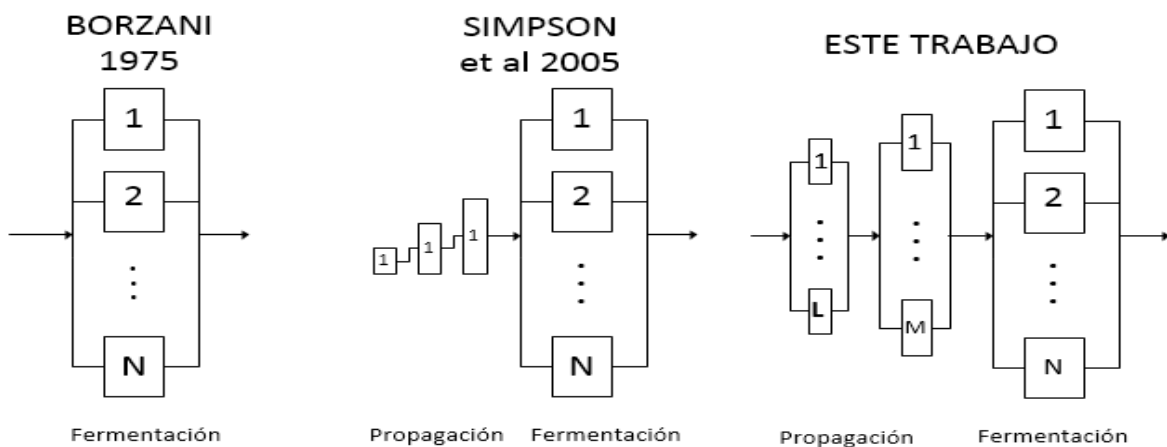 BORZANI
1975
1
2
N
Fermentación
SIMPSON
et al 2005
1
1
1
1
2
N
Propagación
Fermentación
ESTE TRABAJO
1
L
1
M
1
2
N
Propagación
Fermentación